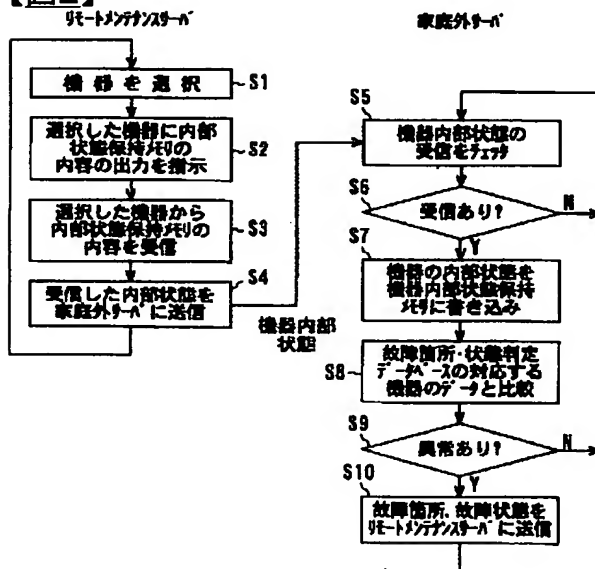 リモートメンテナンスサーバ
機器を選択
S1
選択した機器に内部
状態保持メモリの
内容の出力を指示
S2
選択した機器から
内部状態保持メモリの
内容を受信
S3
S4
受信した内部状態を
家庭外サーバに送信
機器内部
状態
家庭外サーバ
S5
機器内部状態の
受信をチェック
S6
受信あり?
N
Y
S7
機器の内部状態を
機器内部状態保持
メモリに書き込み
S8
故障箇所・状態判定
データベースの対応する
機器のデータと比較
S9
異常あり?
N
Y
S10
故障箇所、故障状態を
リモートメンテナンスサーバに送信